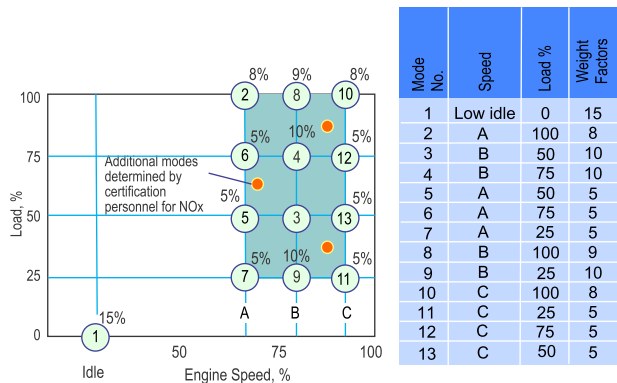 8% 9% 8%
100 2 8 10
5% 10% 5%
75 6 4 12
Additional modes
determined by
certification
personnel for NOx
5% 5%
50 5 3 13
5% 10% 5%
25 7 9 11
A B C
15%
0 1
50 75 100
Idle
Engine Speed, %
Load, %
Mode No. Speed Load % Weight Factors
1 Low idle 0 15
2 A 100 8
3 B 50 10
4 B 75 10
5 A 50 5
6 A 75 5
7 A 25 5
8 B 100 9
9 B 25 10
10 C 100 8
11 C 25 5
12 C 75 5
13 C 50 5